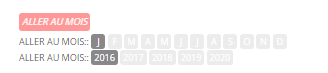 ALLER AU MOIS
ALLER AU MOIS:: J F M A M J J A S O N D
ALLER AU MOIS:: 2016 2017 2018 2019 2020